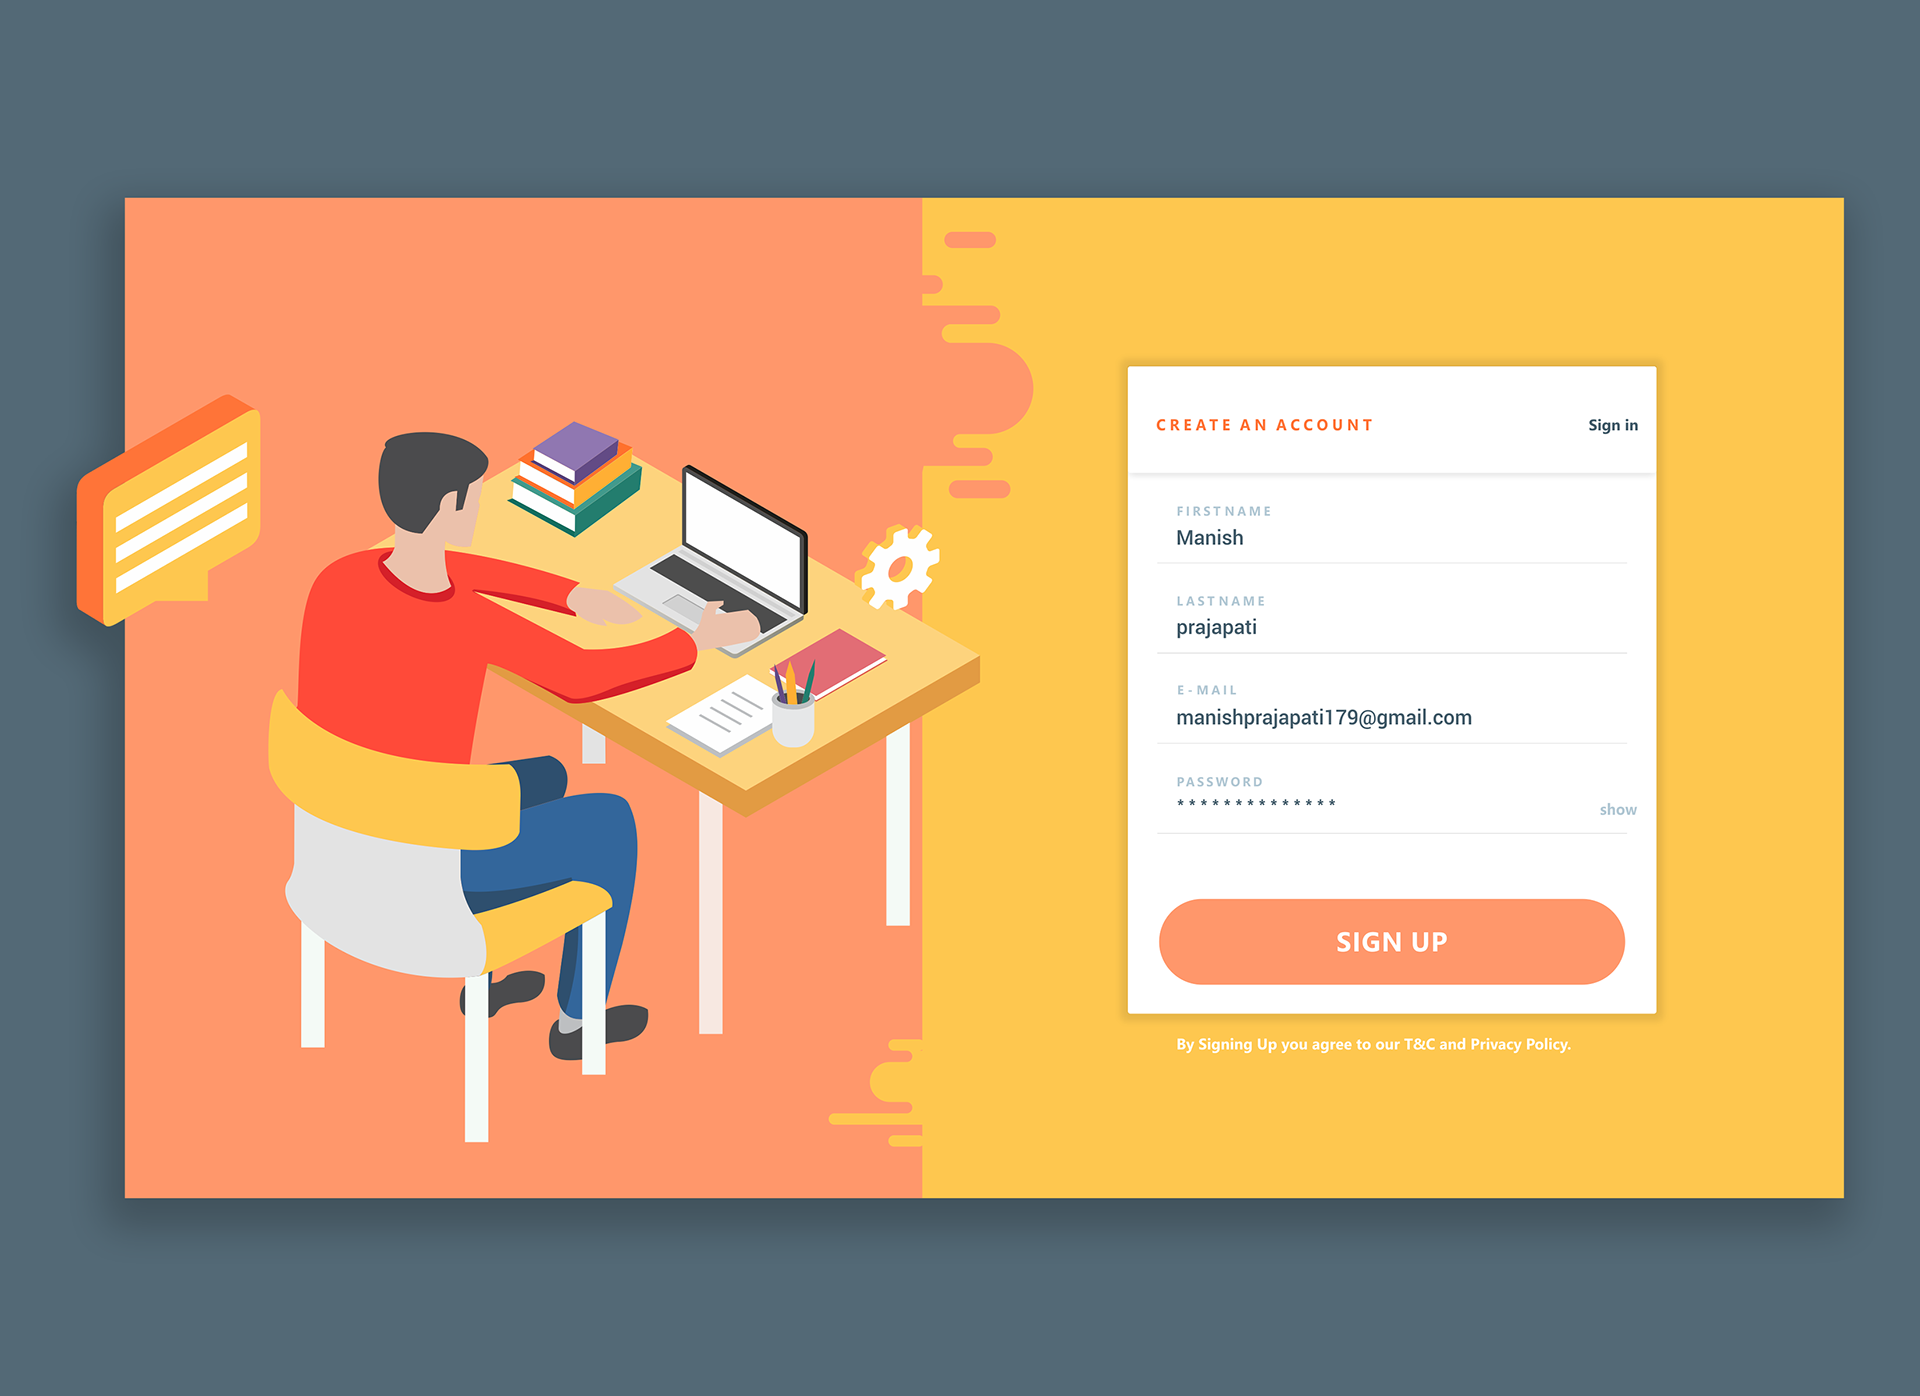 CREATE AN ACCOUNT
Sign in
FIRSTNAME
Manish
LASTNAME
prajapati
E-MAIL
manishprajapati179@gmail.com
PASSWORD
* * * * * * * * * * * * * *
show
SIGN UP
By Signing Up you agree to our T&C and Privacy Policy.